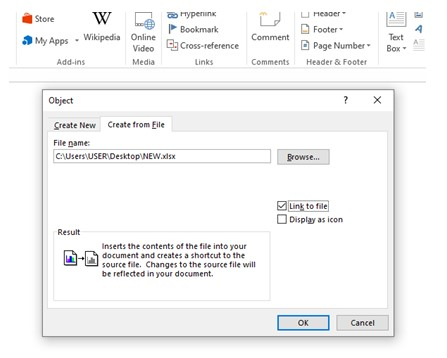 Store
My Apps
Wikipedia
Add-ins
Online
Video
Media
Hyperlink
Bookmark
Cross-reference
Links
Comment
Comments
Header
Footer
Page Number
Header & Footer
Text
Box
Object
? ×
Create New
Create from File
File name:
C:\Users\USER\Desktop\NEW.xlsx
Browse...
Link to file
Display as icon
Result
Inserts the contents of the file into your
document and creates a shortcut to the
source file. Changes to the source file will
be reflected in your document.
OK
Cancel